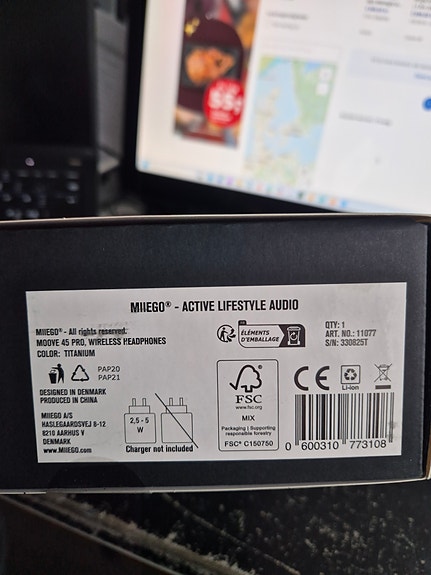 55
MIIEGO® - ACTIVE LIFESTYLE AUDIO
MIIEGO® - All rights reserved.
MOOVE 45 PRO, WIRELESS HEADPHONES
COLOR: TITANIUM
PAP20
PAP21
DESIGNED IN DENMARK
PRODUCED IN CHINA
MIIEGO A/S
HASLEGAARDSVEJ 8-12
8210 AARHUS V
DENMARK
www.MIIEGO.com
2,5 - 5
W
Charger not included
ÉLÉMENTS
D'EMBALLAGE
FSC
www.fsc.org
MIX
Packaging | Supporting
responsible forestry
FSC® C150750
QTY: 1
ART. NO.: 11077
S/N: 330825T
CE
Li-ion
0 600310 773108